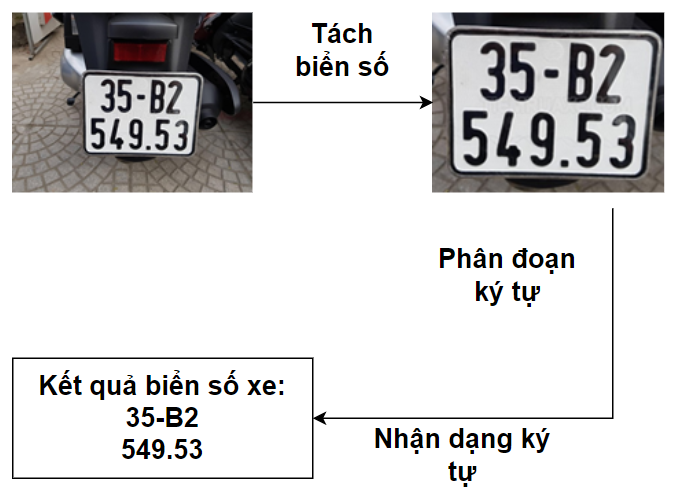 35-B2
549.53
Tách
biển số
35-B2
549.53
Phân đoạn
ký tự
Nhận dạng ký
tự
Kết quả biển số xe:
35-B2
549.53